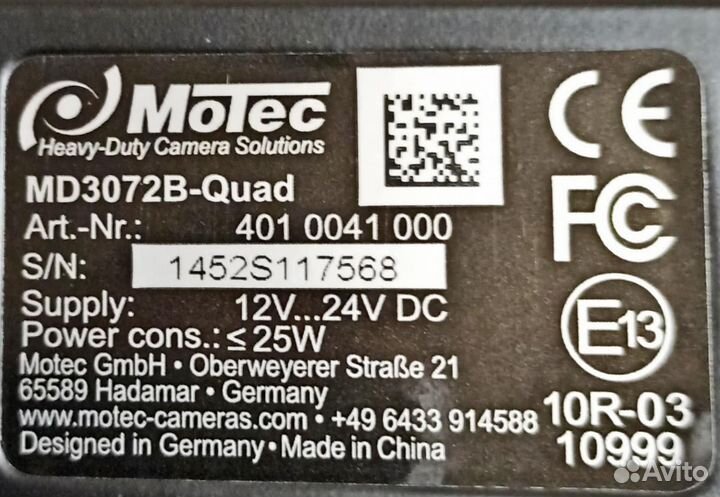 MoTec
Heavy-Duty Camera Solutions
CE
FC
MD3072B-Quad
Art.-Nr.: 401 0041 000
S/N: 1452S117568
Supply: 12V...24V DC
Power cons.: ≤ 25W
E13
Motec GmbH • Oberweyerer Straße 21
65589 Hadamar • Germany
www.motec-cameras.com • +49 6433 914588
Designed in Germany • Made in China
10R-03
10999
Avito